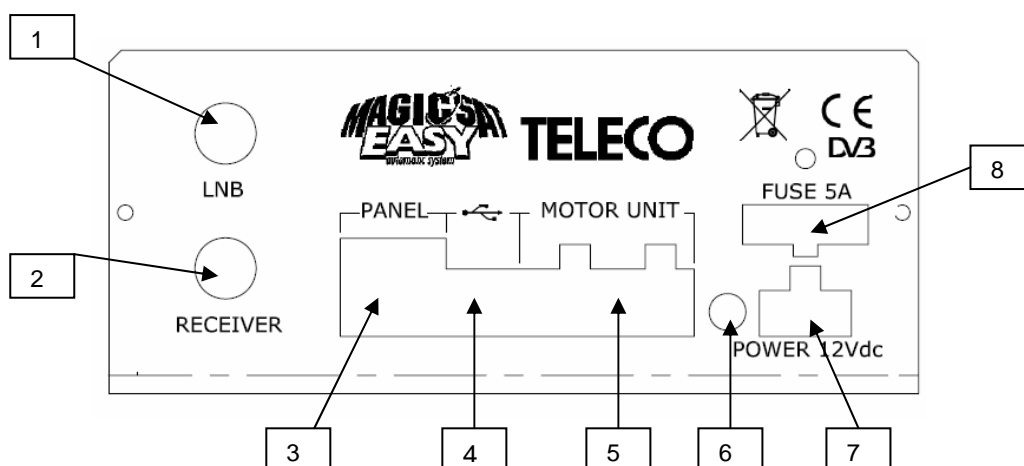 1
MAGIC SAT
EASY
automatic system
TELECO
CE
DVB
LNB
FUSE 5A
8
PANEL
MOTOR UNIT
2
RECEIVER
POWER 12Vdc
3 4 5 6 7